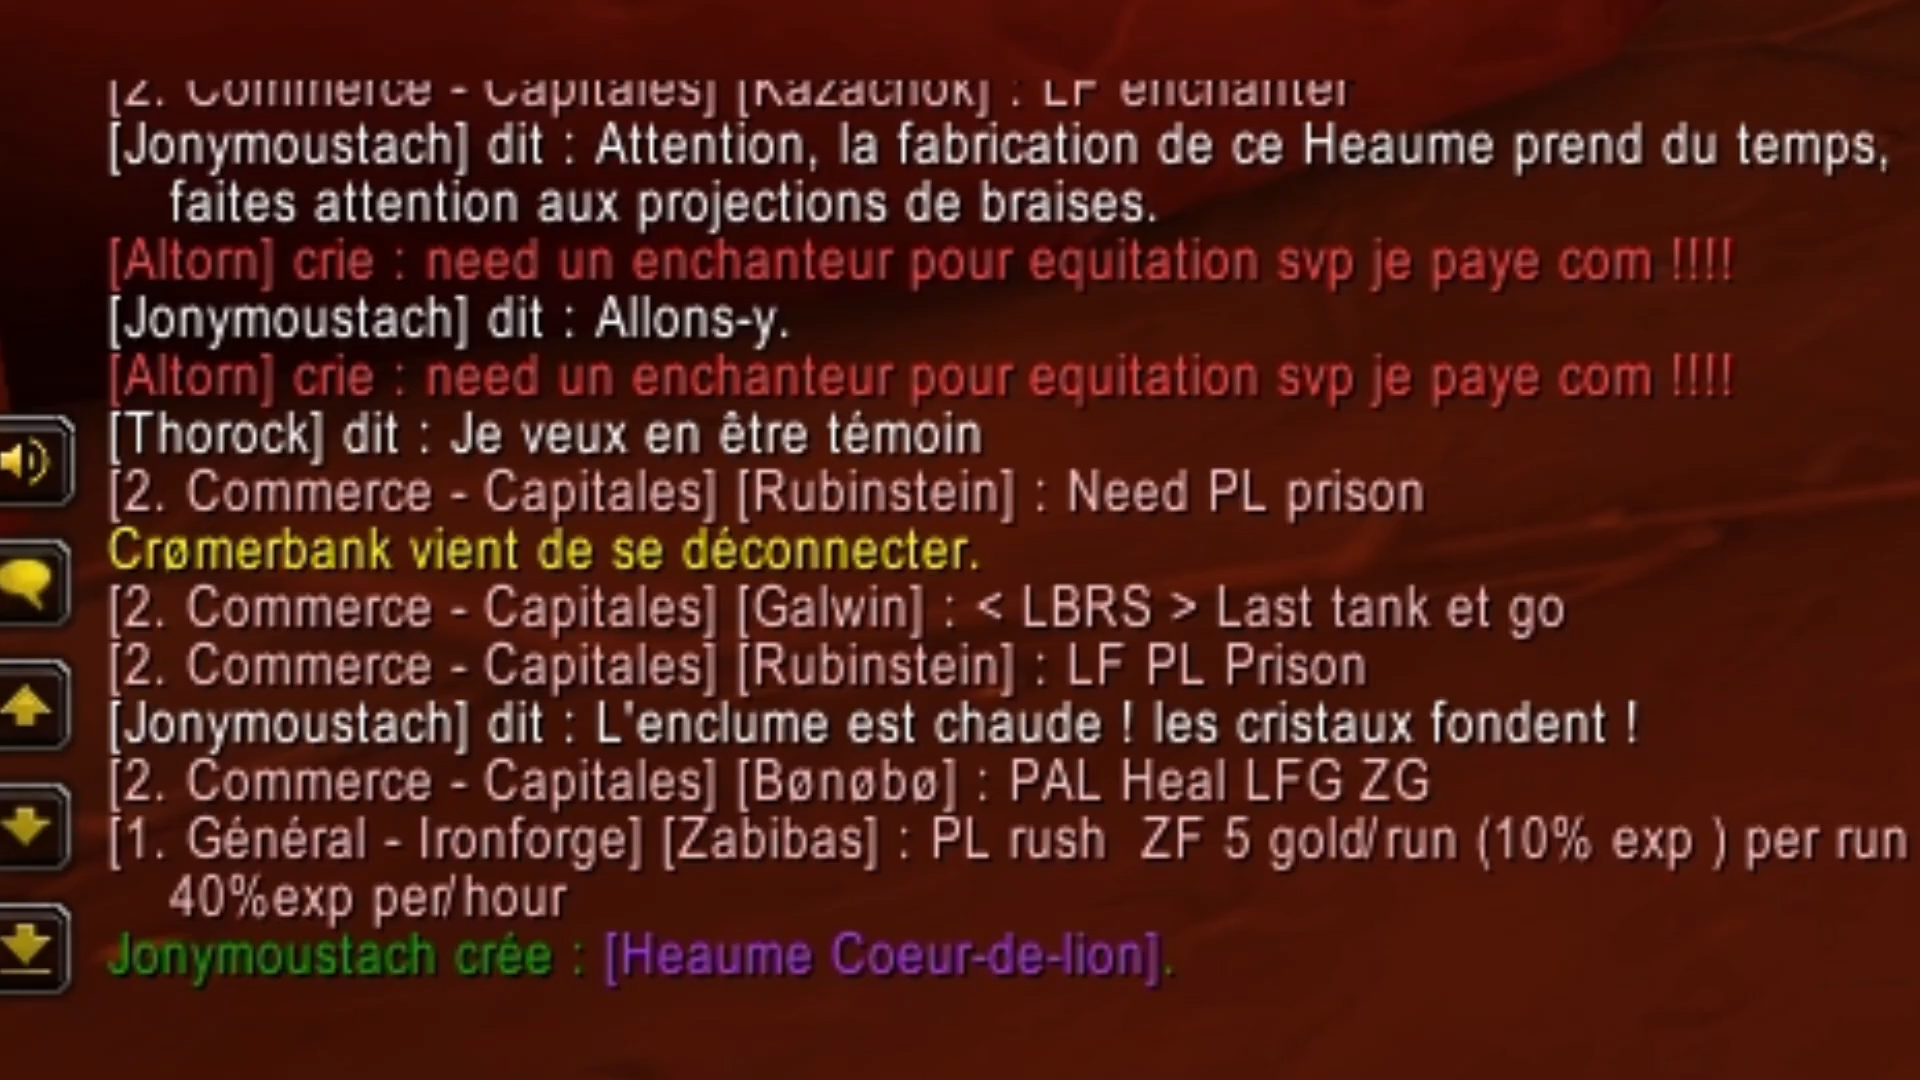 [2. Commerce - Capitales] [Kazachok] : LF enchanter
[Jonymoustach] dit : Attention, la fabrication de ce Heaume prend du temps,
faites attention aux projections de braises.
[Altorn] crie : need un enchanteur pour equitation svp je paye com !!!!
[Jonymoustach] dit : Allons-y.
[Altorn] crie : need un enchanteur pour equitation svp je paye com !!!!
[Thorock] dit : Je veux en être témoin
[2. Commerce - Capitales] [Rubinstein] : Need PL prison
Crømerbank vient de se déconnecter.
[2. Commerce - Capitales] [Galwin] : < LBRS > Last tank et go
[2. Commerce - Capitales] [Rubinstein] : LF PL Prison
[Jonymoustach] dit : L'enclume est chaude ! les cristaux fondent !
[2. Commerce - Capitales] [Bønøbø] : PAL Heal LFG ZG
[1. Général - Ironforge] [Zabibas] : PL rush  ZF 5 gold/run (10% exp ) per run
40%exp per/hour
Jonymoustach crée : [Heaume Coeur-de-lion].